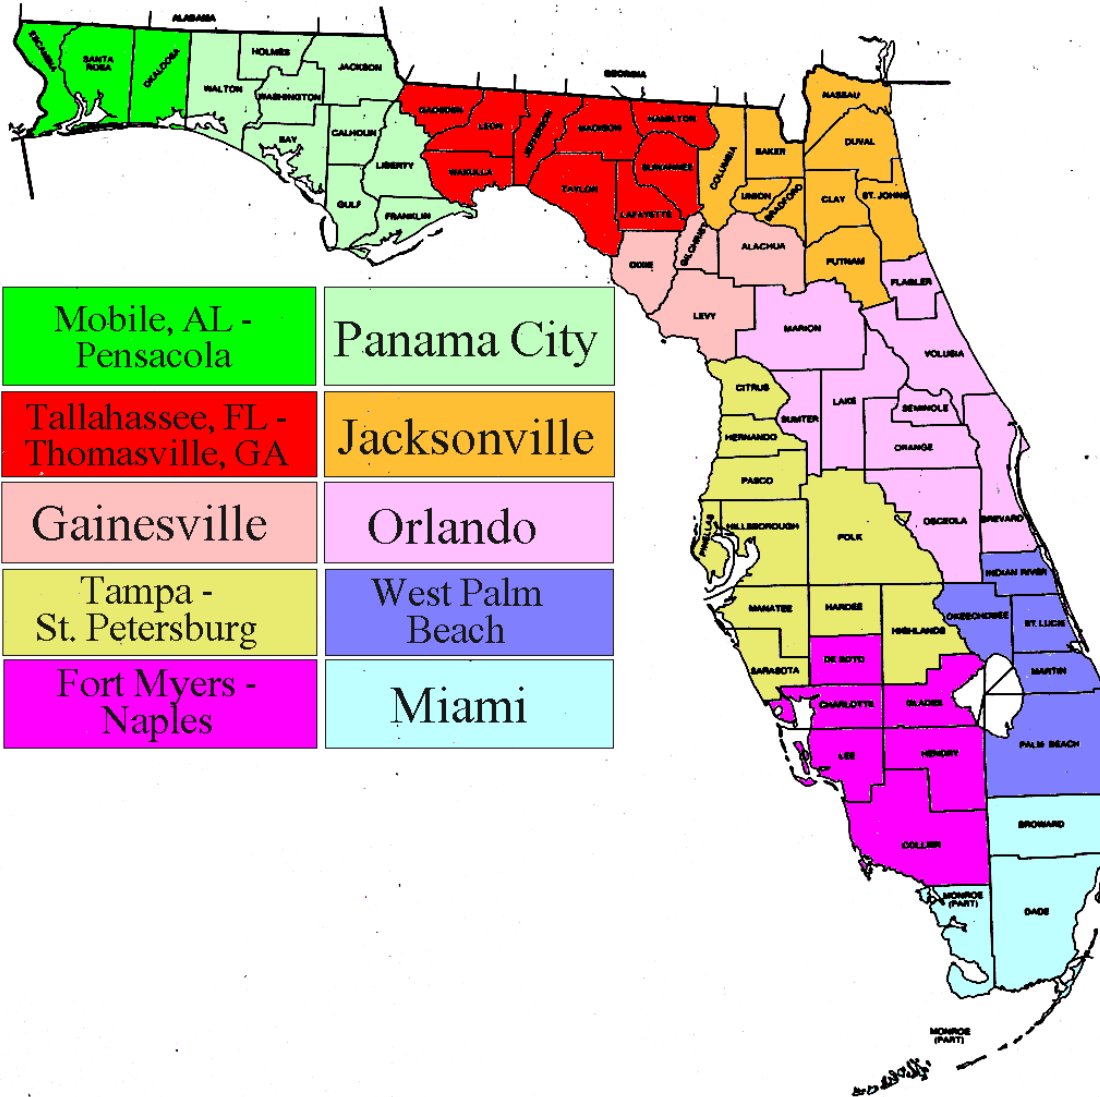 ALABAMA
ESCAMBIA
SANTA
ROSA
OKALOOSA
WALTON
HOLMES
WASHINGTON
JACKSON
BAY
CALHOUN
LIBERTY
GULF
FRANKLIN
GEORGIA
GADSDEN
LEON
WAKULLA
JEFFERSON
MADISON
TAYLOR
HAMILTON
SUWANNEE
LAFAYETTE
COLUMBIA
BAKER
NASSAU
DUVAL
UNION
BRADFORD
CLAY
ST. JOHNS
PUTNAM
DIXIE
GILCHRIST
ALACHUA
LEVY
MARION
FLAGLER
VOLUSIA
CITRUS
SUMTER
LAKE
SEMINOLE
HERNANDO
ORANGE
PASCO
PINELLAS
HILLSBOROUGH
POLK
OSCEOLA
BREVARD
INDIAN RIVER
MANATEE
HARDEE
HIGHLANDS
OKEECHOBEE
ST. LUCIE
SARASOTA
DE SOTO
MARTIN
CHARLOTTE
GLADES
LEE
HENDRY
PALM BEACH
BROWARD
COLLIER
MONROE
(PART)
DADE
MONROE
(PART)
Mobile, AL -
Pensacola
Panama City
Tallahassee, FL -
Thomasville, GA
Jacksonville
Gainesville
Orlando
Tampa -
St. Petersburg
West Palm
Beach
Fort Myers -
Naples
Miami